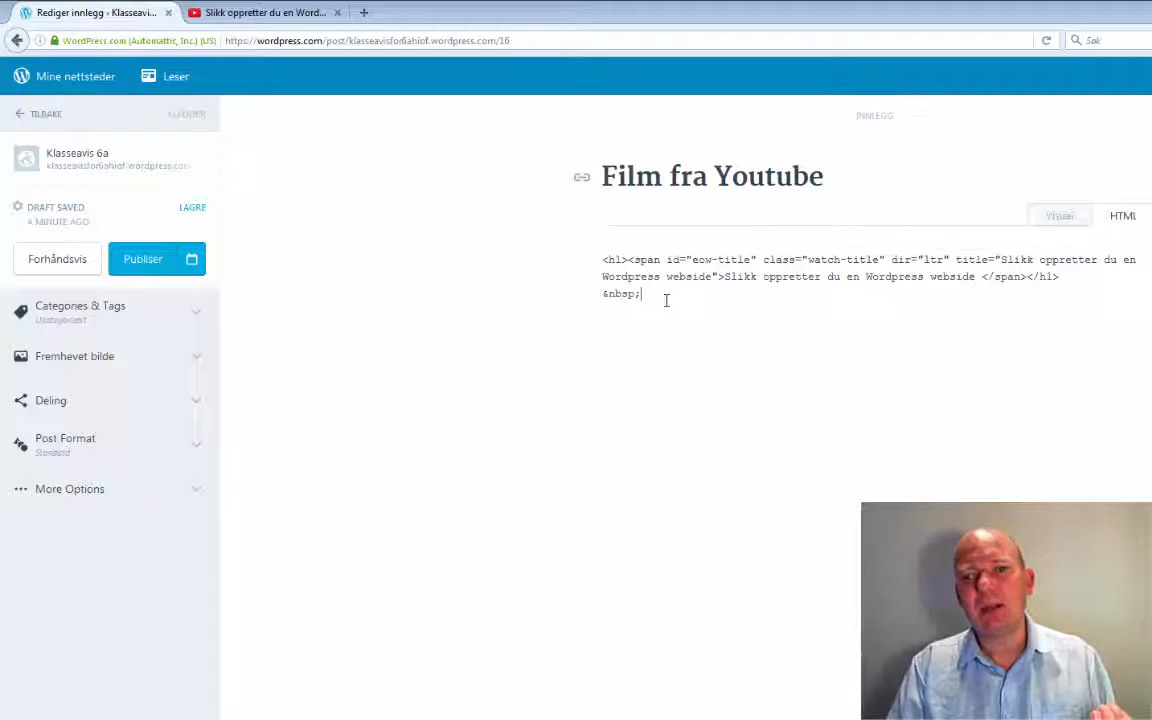 Rediger innlegg ‹ Klasseavi...
Slikk oppretter du en Word...
WordPress.com (Automattic, Inc.) (US)
https://wordpress.com/post/klasseavisfor6ahiof.wordpress.com/16
Søk
Mine nettsteder
Leser
TILBAKE
INNLEGG
Klasseavis 6a
klasseavisfor6ahiof.wordpress.com
Film fra Youtube
DRAFT SAVED
LAGRE
A MINUTE AGO
Visual
HTML
Forhåndsvis
Publiser
<h1><span id="eow-title" class="watch-title" dir="ltr" title="Slikk oppretter du en
Wordpress webside">Slikk oppretter du en Wordpress webside </span></h1>
&nbsp;
Categories & Tags
Uncategorized
Fremhevet bilde
Deling
Post Format
Standard
More Options